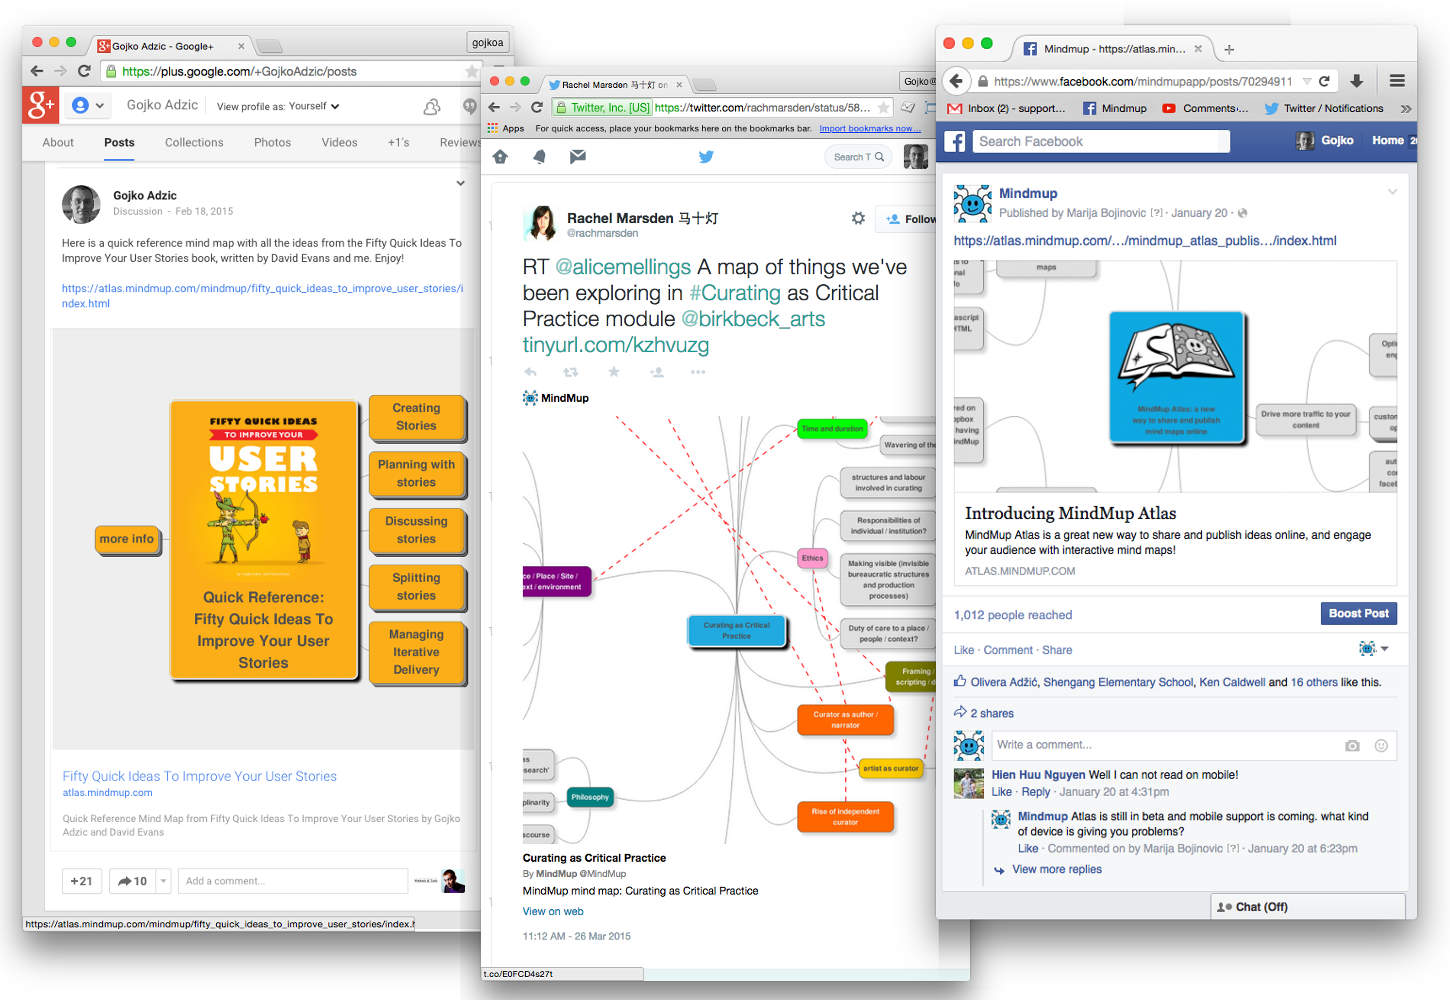 Gojko Adzic - Google+
gojkoa
https://plus.google.com/+GojkoAdzic/posts
g+
Gojko Adzic
View profile as: Yourself
About
Posts
Collections
Photos
Videos
+1's
Reviews
Gojko Adzic
Discussion - Feb 18, 2015
Here is a quick reference mind map with all the ideas from the Fifty Quick Ideas To
Improve Your User Stories book, written by David Evans and me. Enjoy!
https://atlas.mindmup.com/mindmup/fifty_quick_ideas_to_improve_user_stories/i
ndex.html
FIFTY QUICK IDEAS
TO IMPROVE YOUR
USER
STORIES
Quick Reference:
Fifty Quick Ideas To
Improve Your User
Stories
more info
Creating
Stories
Planning with
stories
Discussing
stories
Splitting
stories
Managing
Iterative
Delivery
Fifty Quick Ideas To Improve Your User Stories
atlas.mindmup.com
Quick Reference Mind Map from Fifty Quick Ideas To Improve Your User Stories by Gojko
Adzic and David Evans
+21
10
Add a comment...
https://atlas.mindmup.com/mindmup/fifty_quick_ideas_to_improve_user_stories/index.h
Rachel Marsden 马十灯 on
Gojko@
Twitter, Inc. [US] https://twitter.com/rachmarsden/status/58...
Apps
For quick access, place your bookmarks here on the bookmarks bar. Import bookmarks now...
Search T
Rachel Marsden 马十灯
@rachmarsden
Follow
RT @alicemellings A map of things we've
been exploring in #Curating as Critical
Practice module @birkbeck_arts
tinyurl.com/kzhvuzg
MindMup
Time and duration
Wavering of the
structures and labour
involved in curating
Responsibilities of
individual / institution?
Ethics
Making visible (invisible
bureaucratic structures
and production
processes)
ce / Place / Site /
ext / environment
Curating as Critical
Practice
Duty of care to a place /
people / context?
Framing /
scripting / d
Curator as author /
narrator
as
search'
artist as curator
plinarity
Philosophy
Rise of Independent
curator
scourse
Curating as Critical Practice
By MindMup @MindMup
MindMup mind map: Curating as Critical Practice
View on web
11:12 AM - 26 Mar 2015
t.co/E0FCD4s27t
Mindmup - https://atlas.min...
https://www.facebook.com/mindmupapp/posts/70294911
Inbox (2) - support...
Mindmup
Comments...
Twitter / Notifications
Search Facebook
Gojko
Home
Mindmup
Published by Marija Bojinovic [?] · January 20 ·
https://atlas.mindmup.com/…/mindmup_atlas_publis…/index.html
s to
onal
fo
maps
ascript
HTML
MindMup Atlas: a new
way to share and publish
mind maps online
Opti
eng
red on
opbox
having
indMup
Drive more traffic to your
content
custon
op
aut
co
faceb
Introducing MindMup Atlas
MindMup Atlas is a great new way to share and publish ideas online, and engage
your audience with interactive mind maps!
ATLAS.MINDMUP.COM
1,012 people reached
Boost Post
Like · Comment · Share
Olivera Adžić, Shengang Elementary School, Ken Caldwell and 16 others like this.
2 shares
Write a comment...
Hien Huu Nguyen Well I can not read on mobile!
Like · Reply · January 20 at 4:31pm
Mindmup Atlas is still in beta and mobile support is coming. what kind
of device is giving you problems?
Like · Commented on by Marija Bojinovic [?] · January 20 at 6:23pm
View more replies
Chat (Off)